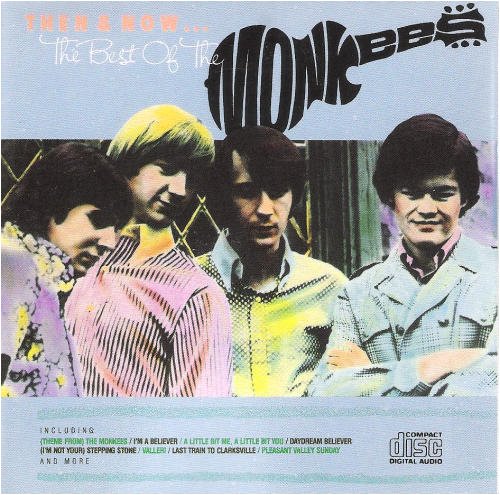 THEN & NOW...
The Best Of The
MONKEES
INCLUDING
(THEME FROM) THE MONKEES / I'M A BELIEVER / A LITTLE BIT ME, A LITTLE BIT YOU / DAYDREAM BELIEVER
(I'M NOT YOUR) STEPPING STONE / VALLERI / LAST TRAIN TO CLARKSVILLE / PLEASANT VALLEY SUNDAY
AND MORE
COMPACT
disc
DIGITAL AUDIO